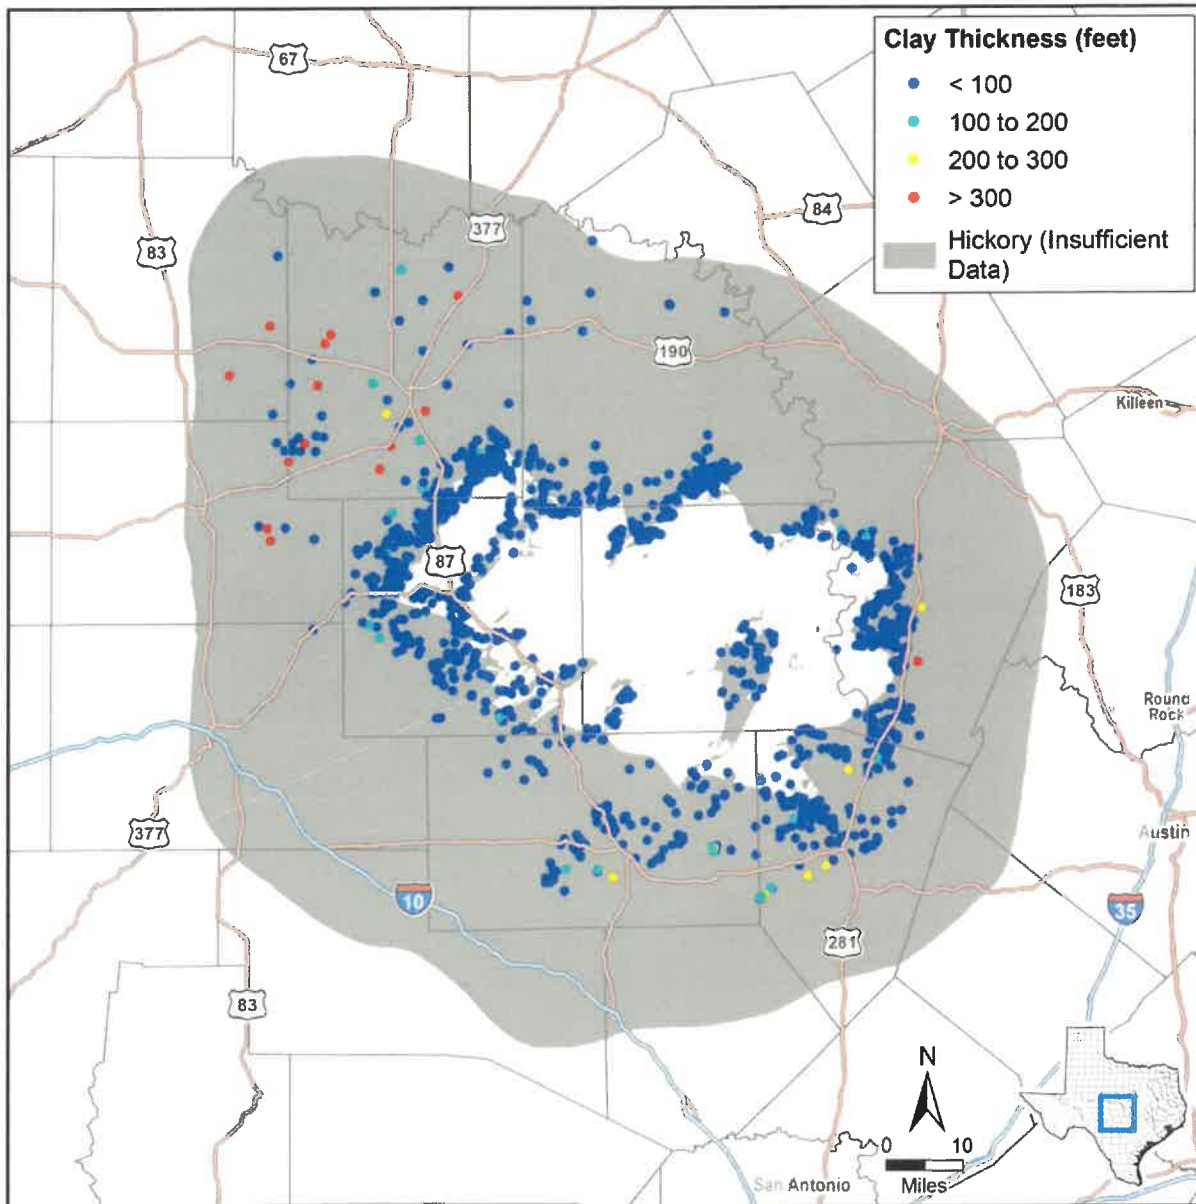 Clay Thickness (feet)
< 100
100 to 200
200 to 300
> 300
Hickory (Insufficient
Data)
67
84
377
83
190
Killeen
87
183
Round
Rock
377
Austin
10
35
281
83
N
0 10
Miles
San Antonio